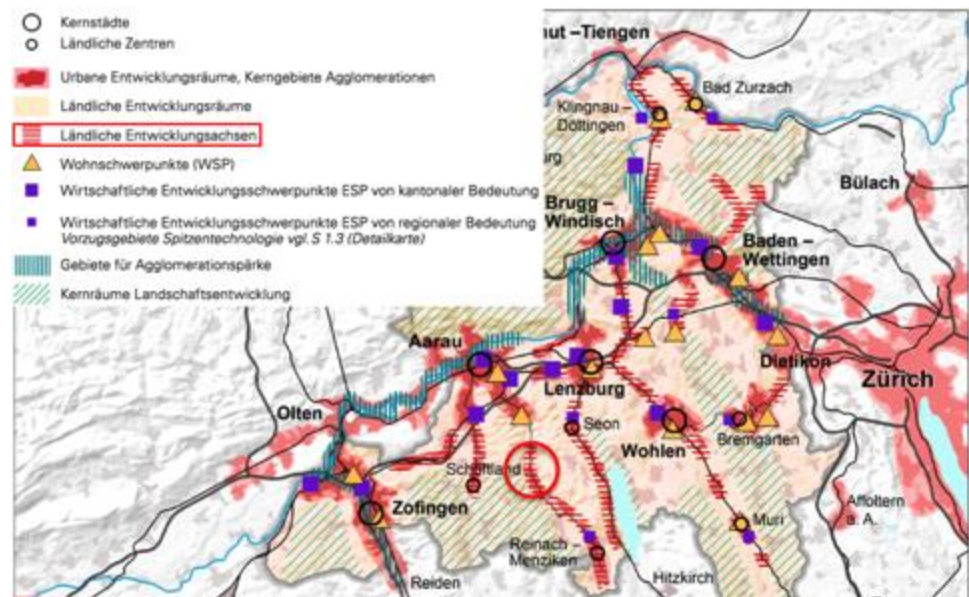 Kernstädte
Ländliche Zentren
Urbane Entwicklungsräume, Kerngebiete Agglomerationen
Ländliche Entwicklungsräume
Ländliche Entwicklungsachsen
Wohnschwerpunkte (WSP)
Wirtschaftliche Entwicklungsschwerpunkte ESP von kantonaler Bedeutung
Wirtschaftliche Entwicklungsschwerpunkte ESP von regionaler Bedeutung
Vorzugsgebiete Spitzentechnologie vgl. S 1.3 (Detailkarte)
Gebiete für Agglomerationspärke
Kernräume Landschaftsentwicklung
ut –Tiengen
Bad Zurzach
Klingnau –
Döttingen
urg
Bülach
Brugg –
Windisch
Baden –
Wettingen
Aarau
Dietikon
Lenzburg
Zürich
Olten
Seon
Wohlen
Bremgarten
Schöftland
Zofingen
Affoltern
a. A.
Muri
Reinach –
Menziken
Reiden
Hitzkirch